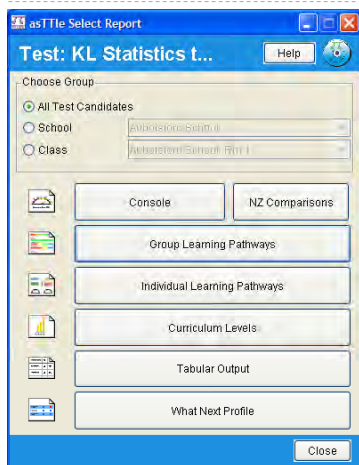 asTTle Select Report
Test: KL Statistics t...
Help
Choose Group
All Test Candidates
School
Class
Console
NZ Comparisons
Group Learning Pathways
Individual Learning Pathways
Curriculum Levels
Tabular Output
What Next Profile
Close